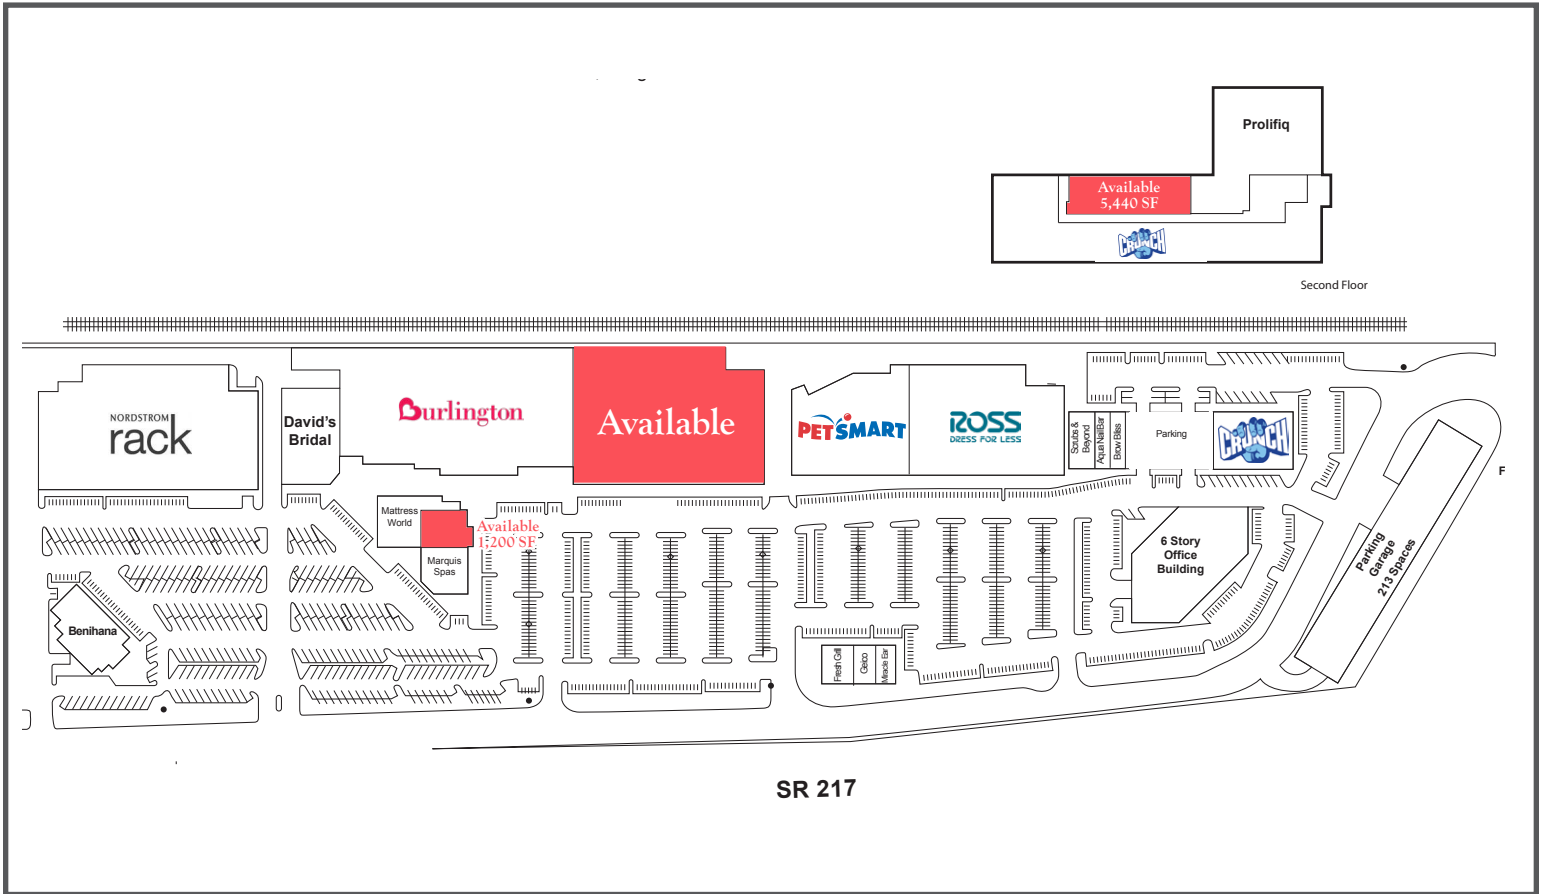 Prolifiq
Available
5,440 SF
CRUNCH
Second Floor
NORDSTROM
rack
David's
Bridal
Burlington
Available
PETSMART
ROSS
DRESS FOR LESS
Scrubs &
Beyond
Aqua Nail Bar
Brow Bliss
Parking
CRUNCH
F
Mattress
World
Available
1,200 SF
Marquis
Spas
6 Story
Office
Building
Parking
Garage
213 Spaces
Benihana
Fresh Grill
Geico
Miracle Ear
SR 217